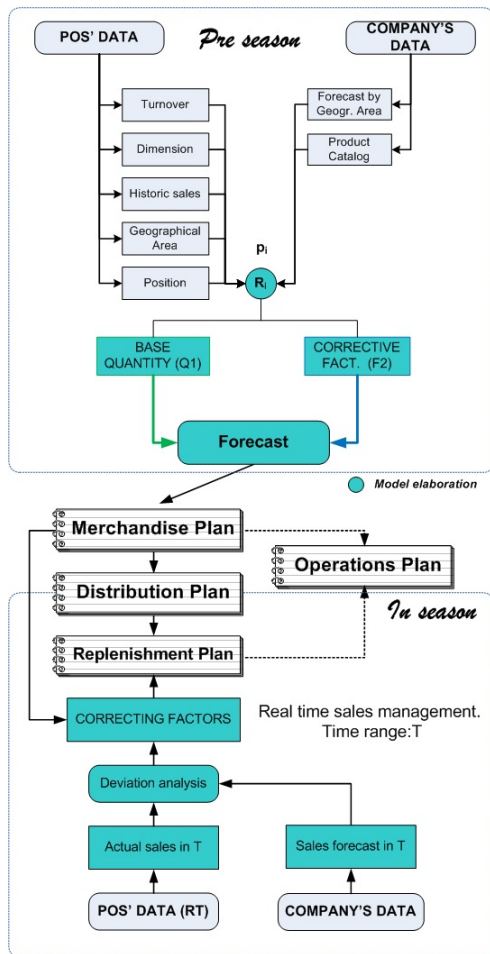 POS' DATA
Pre season
COMPANY'S
DATA
Turnover
Forecast by
Geogr. Area
Dimension
Product
Catalog
Historic sales
Geographical
Area
Position
pi
Ri
BASE
QUANTITY (Q1)
CORRECTIVE
FACT. (F2)
Forecast
Model elaboration
Merchandise Plan
Operations Plan
Distribution Plan
In season
Replenishment Plan
CORRECTING FACTORS
Real time sales management.
Time range:T
Deviation analysis
Actual sales in T
Sales forecast in T
POS' DATA (RT)
COMPANY'S DATA